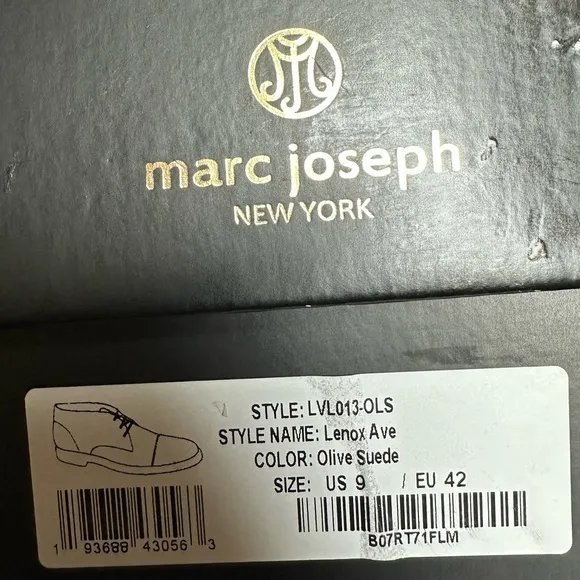 marc joseph
NEW YORK
STYLE: LVL013-OLS
STYLE NAME: Lenox Ave
COLOR: Olive Suede
SIZE: US 9 / EU 42
1 93688 43056 3
B07RT71FLM